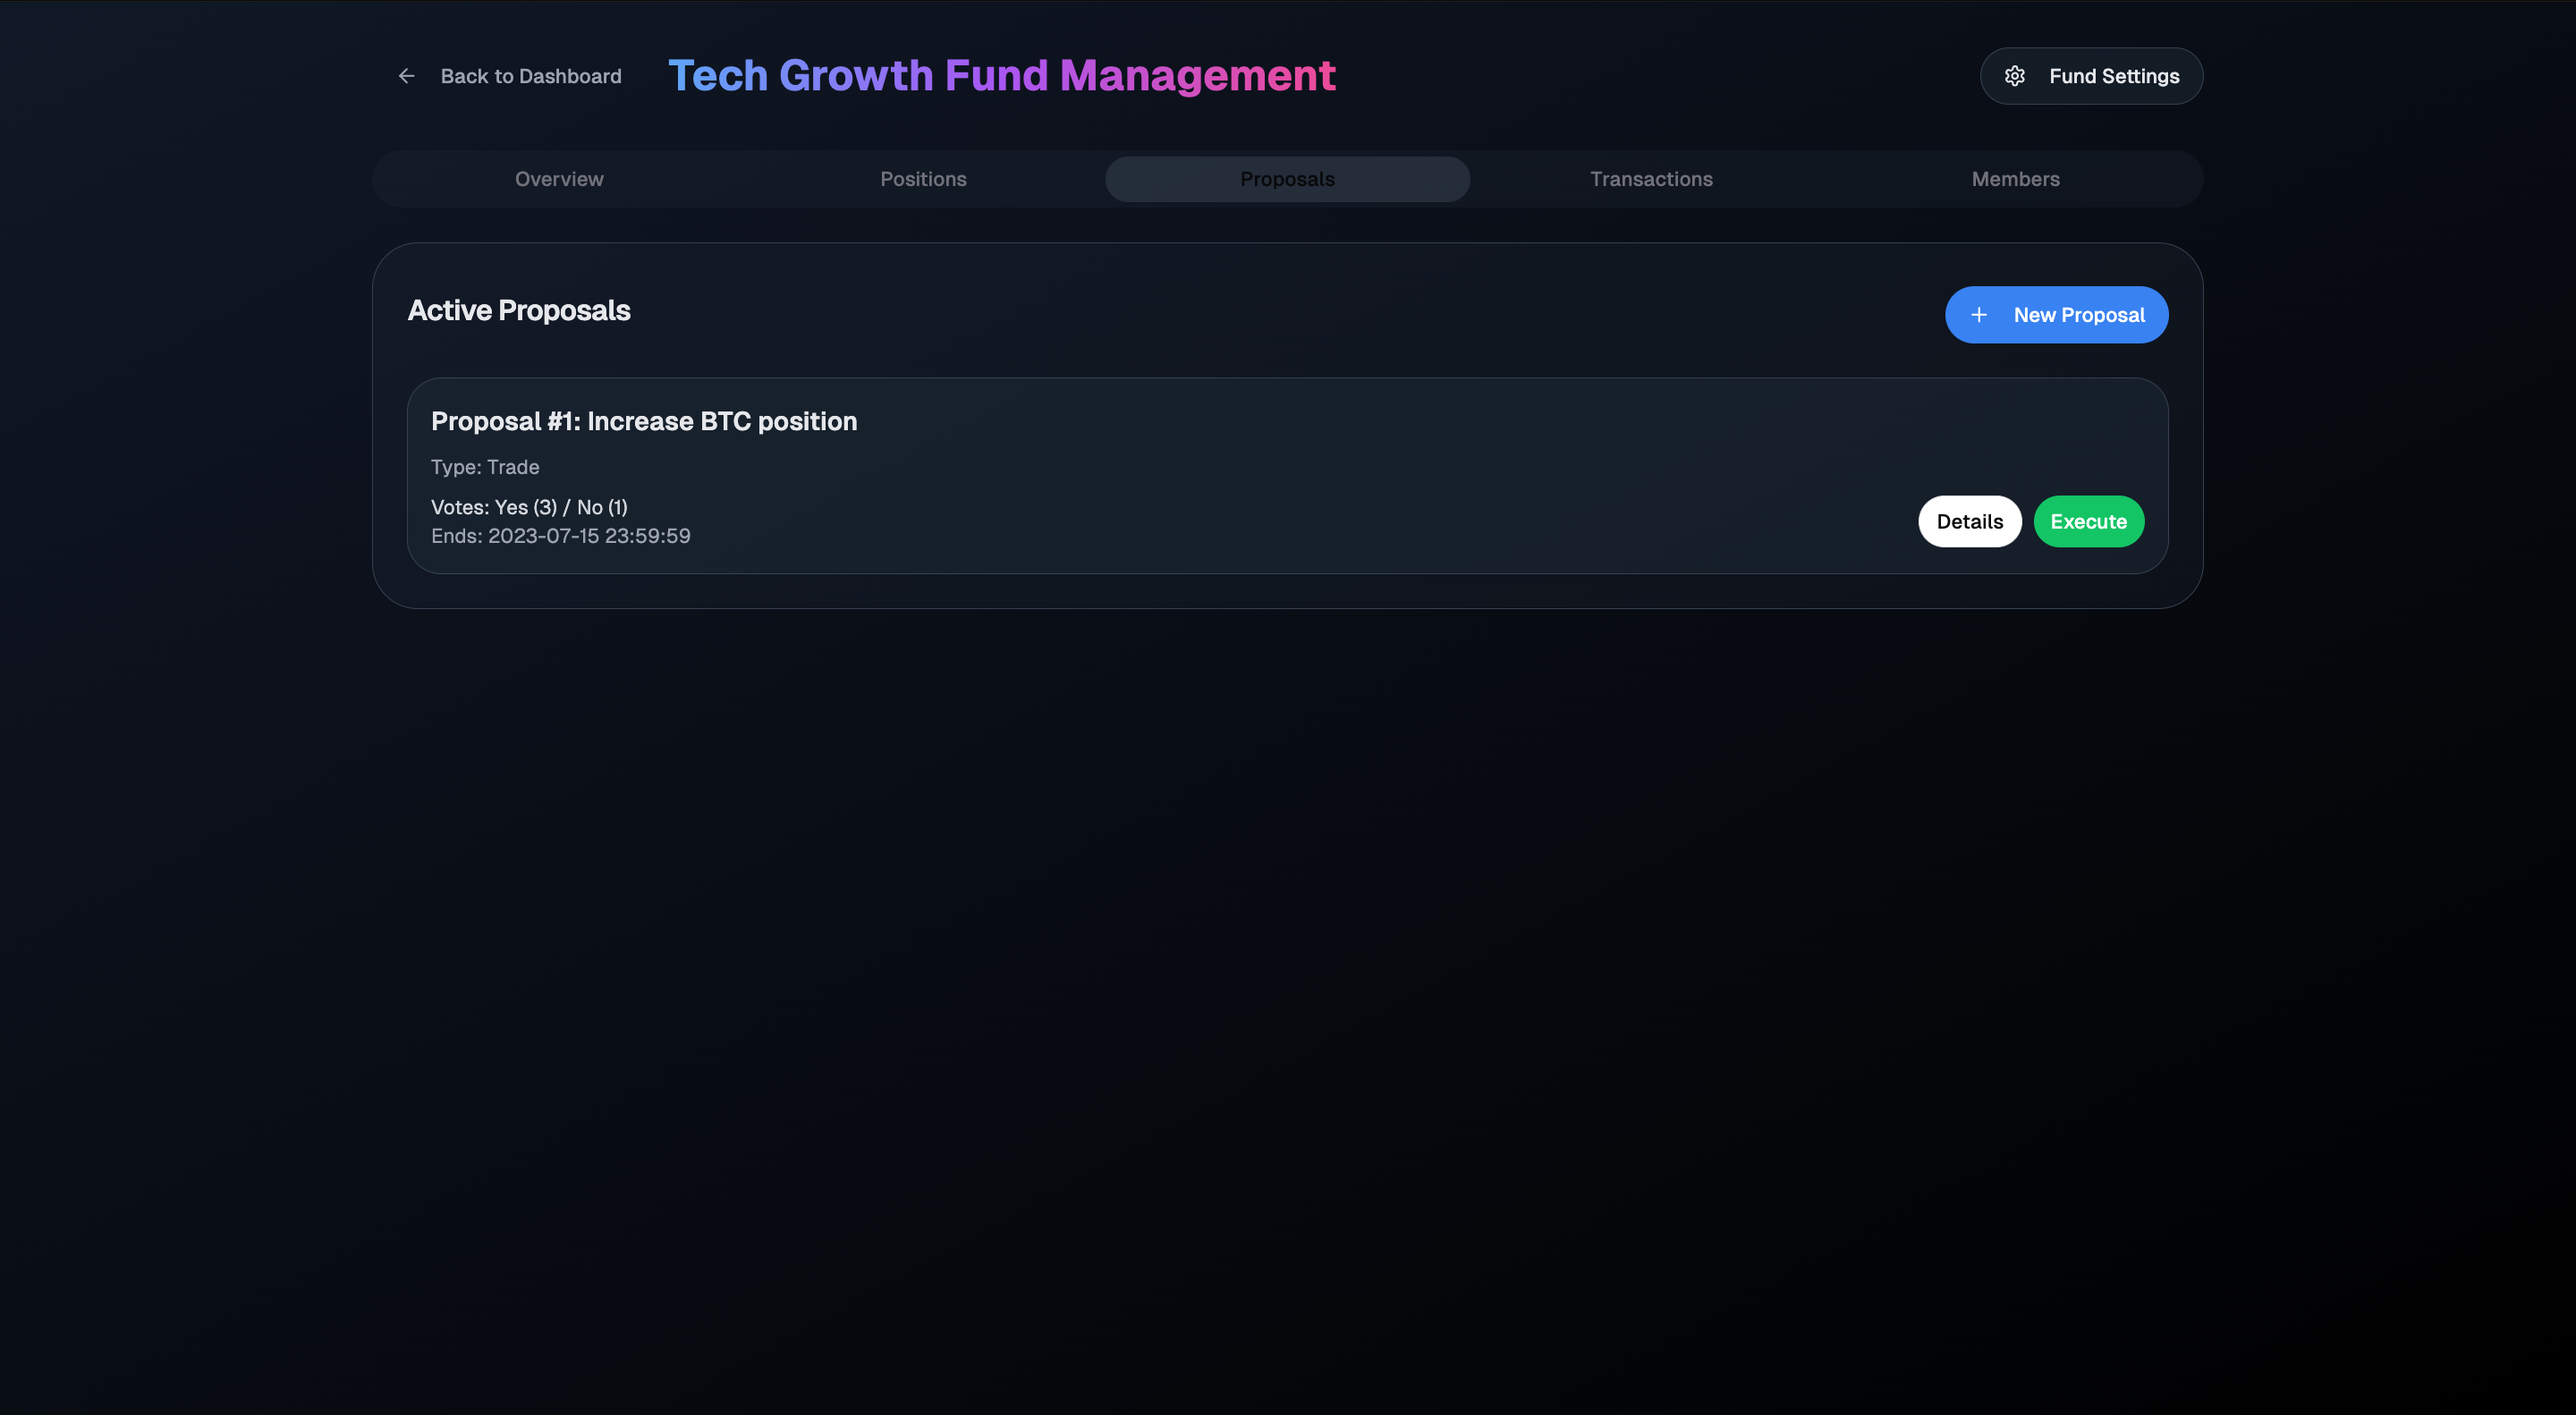 Back to Dashboard
Tech Growth Fund Management
Fund Settings
Overview
Positions
Proposals
Transactions
Members
Active Proposals
New Proposal
Proposal #1: Increase BTC position
Type: Trade
Votes: Yes (3) / No (1)
Ends: 2023-07-15 23:59:59
Details
Execute